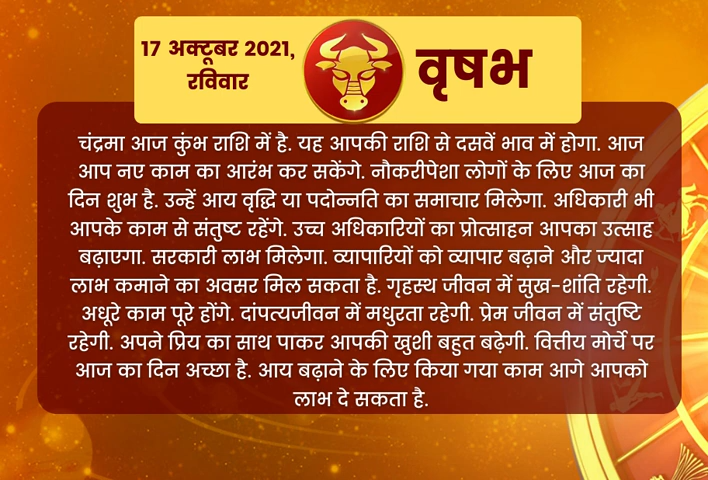 17 अक्टूबर 2021,
रविवार
वृषभ
चंद्रमा आज कुंभ राशि में है. यह आपकी राशि से दसवें भाव में होगा. आज
आप नए काम का आरंभ कर सकेंगे. नौकरीपेशा लोगों के लिए आज का
दिन शुभ है. उन्हें आय वृद्धि या पदोन्नति का समाचार मिलेगा. अधिकारी भी
आपके काम से संतुष्ट रहेंगे. उच्च अधिकारियों का प्रोत्साहन आपका उत्साह
बढ़ाएगा. सरकारी लाभ मिलेगा. व्यापारियों को व्यापार बढ़ाने और ज्यादा
लाभ कमाने का अवसर मिल सकता है. गृहस्थ जीवन में सुख-शांति रहेगी.
अधूरे काम पूरे होंगे. दांपत्यजीवन में मधुरता रहेगी. प्रेम जीवन में संतुष्टि
रहेगी. अपने प्रिय का साथ पाकर आपकी खुशी बहुत बढ़ेगी. वित्तीय मोर्चे पर
आज का दिन अच्छा है. आय बढ़ाने के लिए किया गया काम आगे आपको
लाभ दे सकता है.